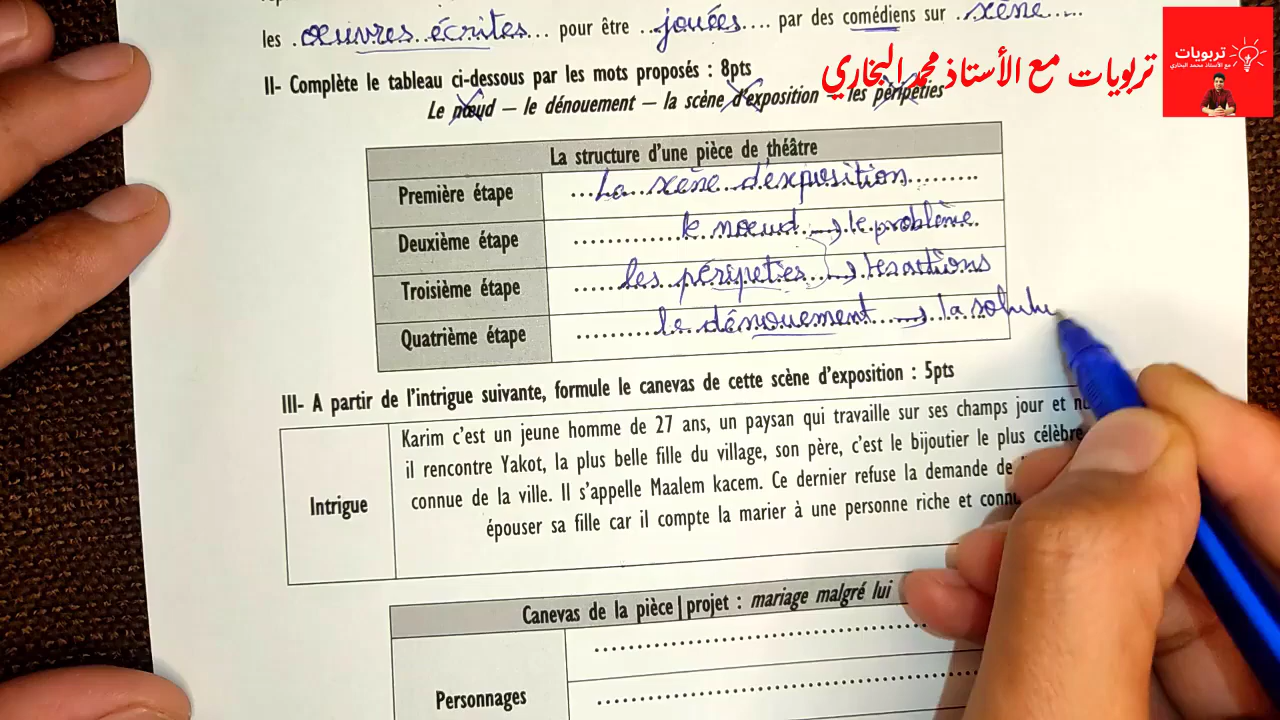 les .œuvres écrites... pour être ..jouées.... par des comédiens sur .scène....
II- Complète le tableau ci-dessous par les mots proposés : 8pts
Le nœud – le dénouement – la scène d'exposition – les péripéties
تربويات مع الأستاذ محمد البخاري
تربويات
مع الأستاذ محمد البخاري
La structure d'une pièce de théâtre
Première étape ...La scène d'exposition.........
Deuxième étape .............le nœud...→ le problème.
Troisième étape .....les péripeties...→ les actions
Quatrième étape ..........le dénouement...→ la solutu
III- A partir de l'intrigue suivante, formule le canevas de cette scène d'exposition : 5pts
Karim c'est un jeune homme de 27 ans, un paysan qui travaille sur ses champs jour et
il rencontre Yakot, la plus belle fille du village, son père, c'est le bijoutier le plus célèbre
Intrigue
connue de la ville. Il s'appelle Maalem kacem. Ce dernier refuse la demande de
épouser sa fille car il compte la marier à une personne riche et
Canevas de la pièce|projet : mariage malgré lui
Personnages